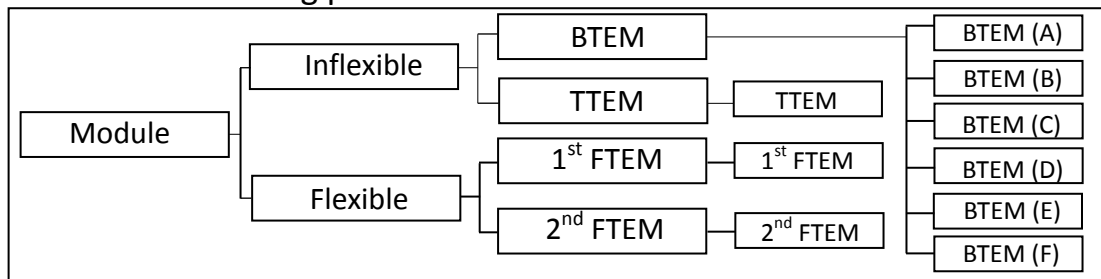 BTEM
BTEM (A)
Inflexible
BTEM (B)
TTEM
TTEM
BTEM (C)
Module
1st FTEM
1st FTEM
BTEM (D)
Flexible
BTEM (E)
2nd FTEM
2nd FTEM
BTEM (F)